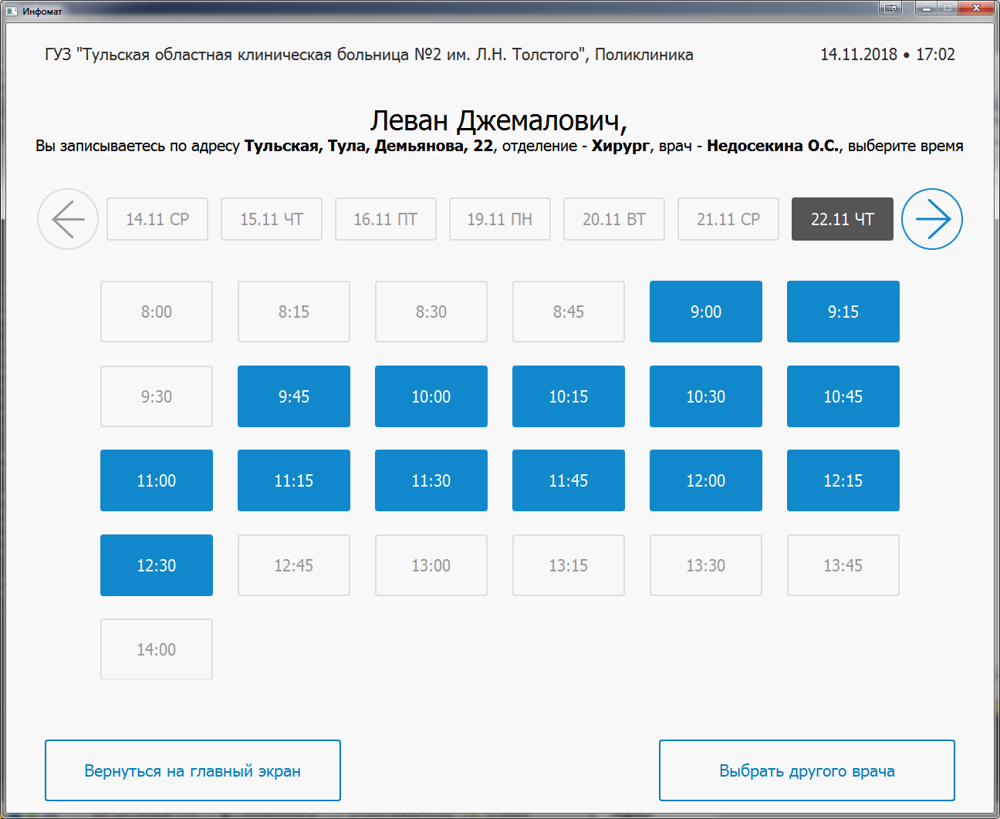 Инфомат
ГУЗ "Тульская областная клиническая больница №2 им. Л.Н. Толстого", Поликлиника 14.11.2018 • 17:02
Леван Джемалович,
Вы записываетесь по адресу Тульская, Тула, Демьянова, 22, отделение - Хирург, врач - Недосекина О.С., выберите время
14.11 СР 15.11 ЧТ 16.11 ПТ 19.11 ПН 20.11 ВТ 21.11 СР 22.11 ЧТ
8:00 8:15 8:30 8:45 9:00 9:15
9:30 9:45 10:00 10:15 10:30 10:45
11:00 11:15 11:30 11:45 12:00 12:15
12:30 12:45 13:00 13:15 13:30 13:45
14:00
Вернуться на главный экран Выбрать другого врача